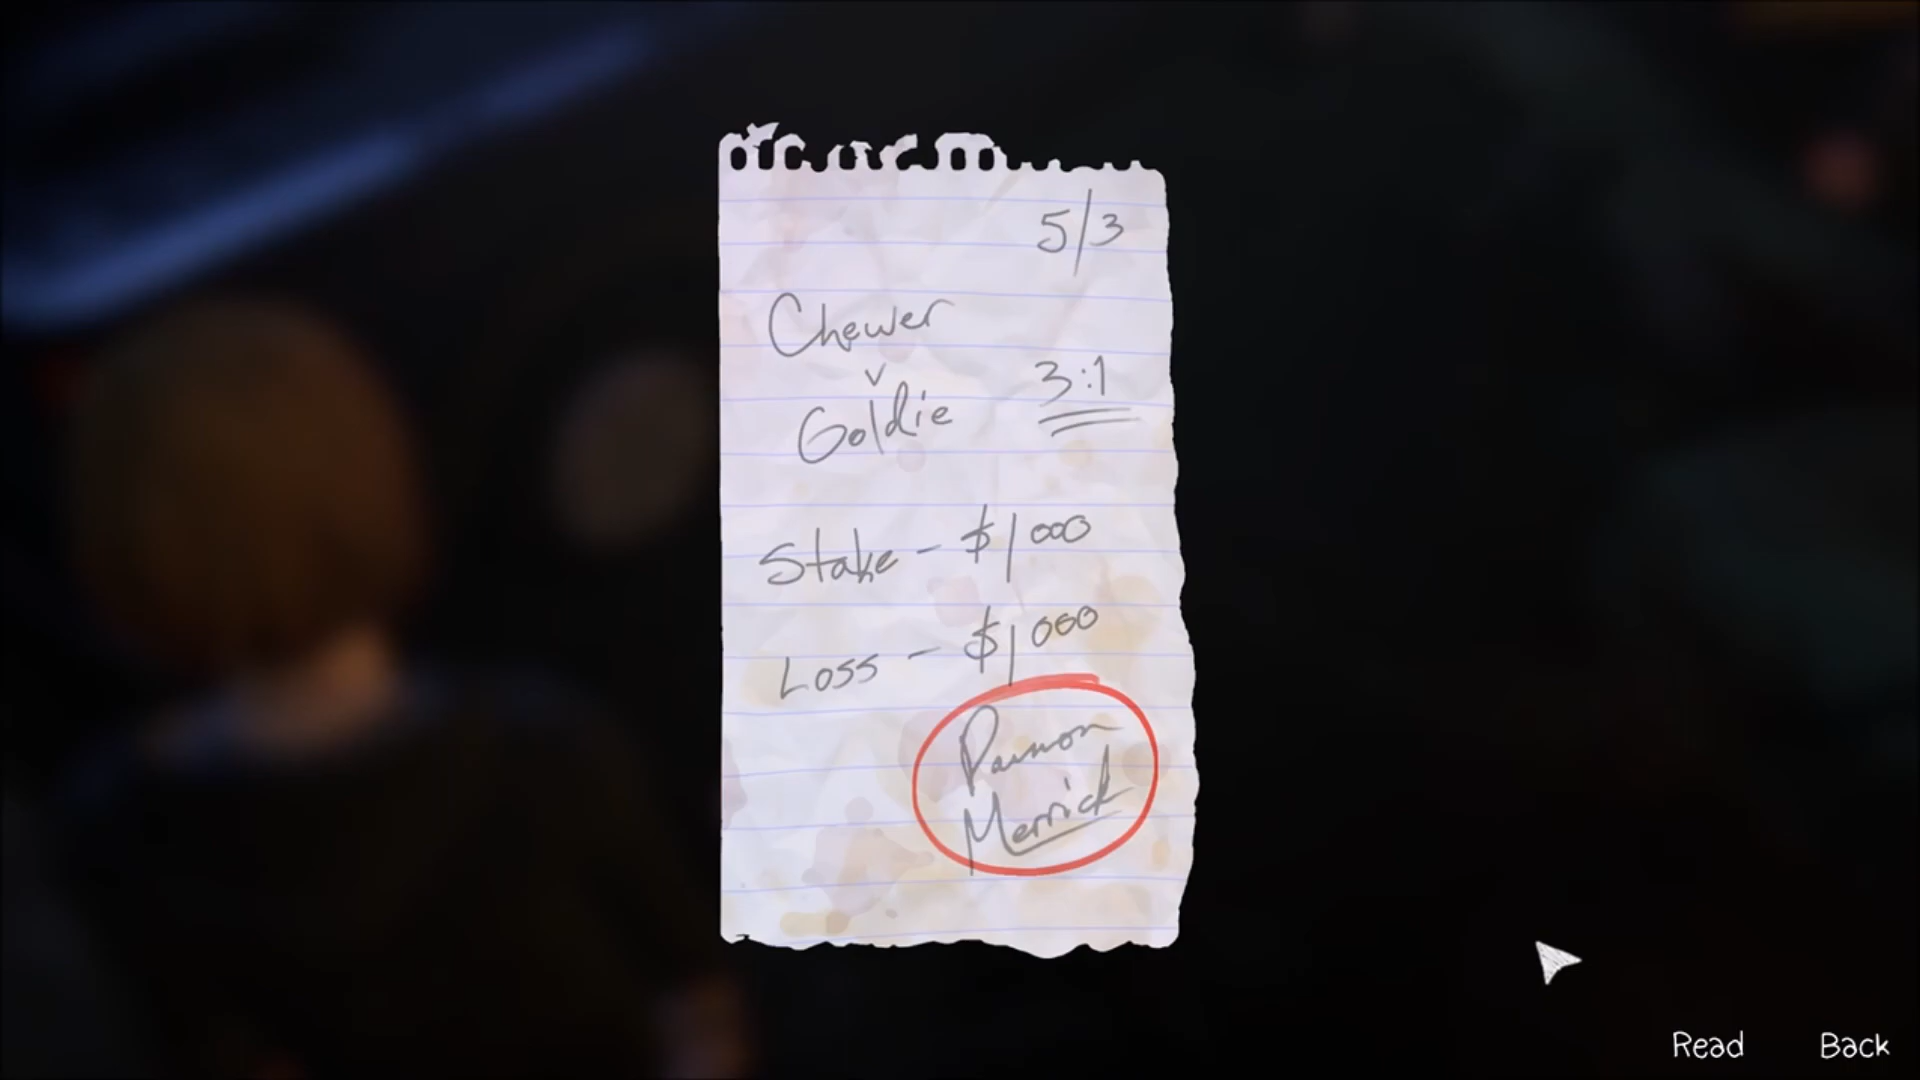 5/3
Chewer
v
Goldie 3:1
Stake - $1000
Loss - $1000
Damon
Merrick
Read Back